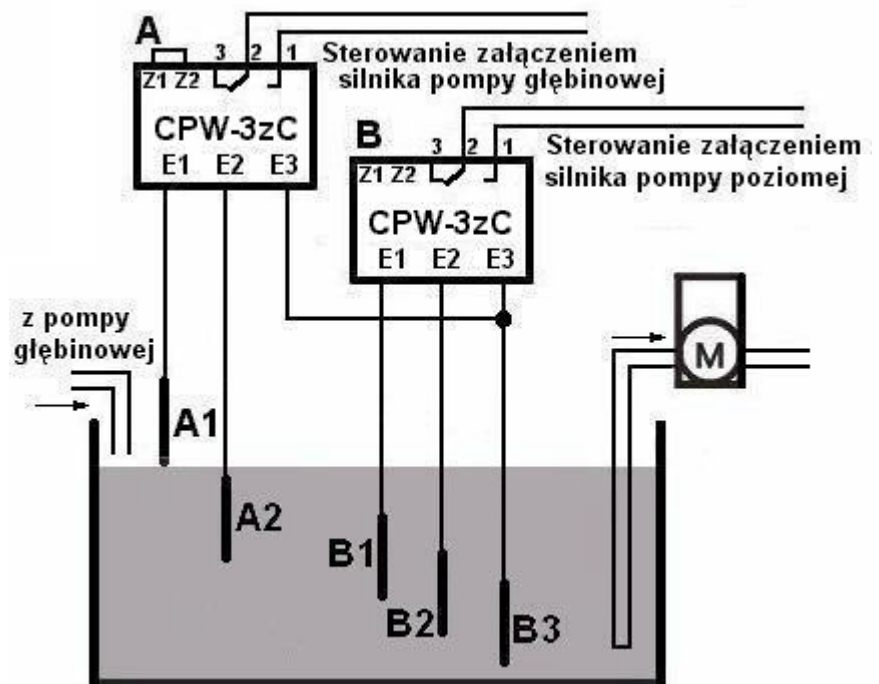 A
3 2 1
Sterowanie załączeniem
silnika pompy głębinowej
Z1 Z2
CPW-3zC
E1 E2 E3
B
3 2 1
Sterowanie załączeniem
silnika pompy poziomej
Z1 Z2
CPW-3zC
E1 E2 E3
z pompy
głębinowej
M
A1
A2
B1
B2
B3